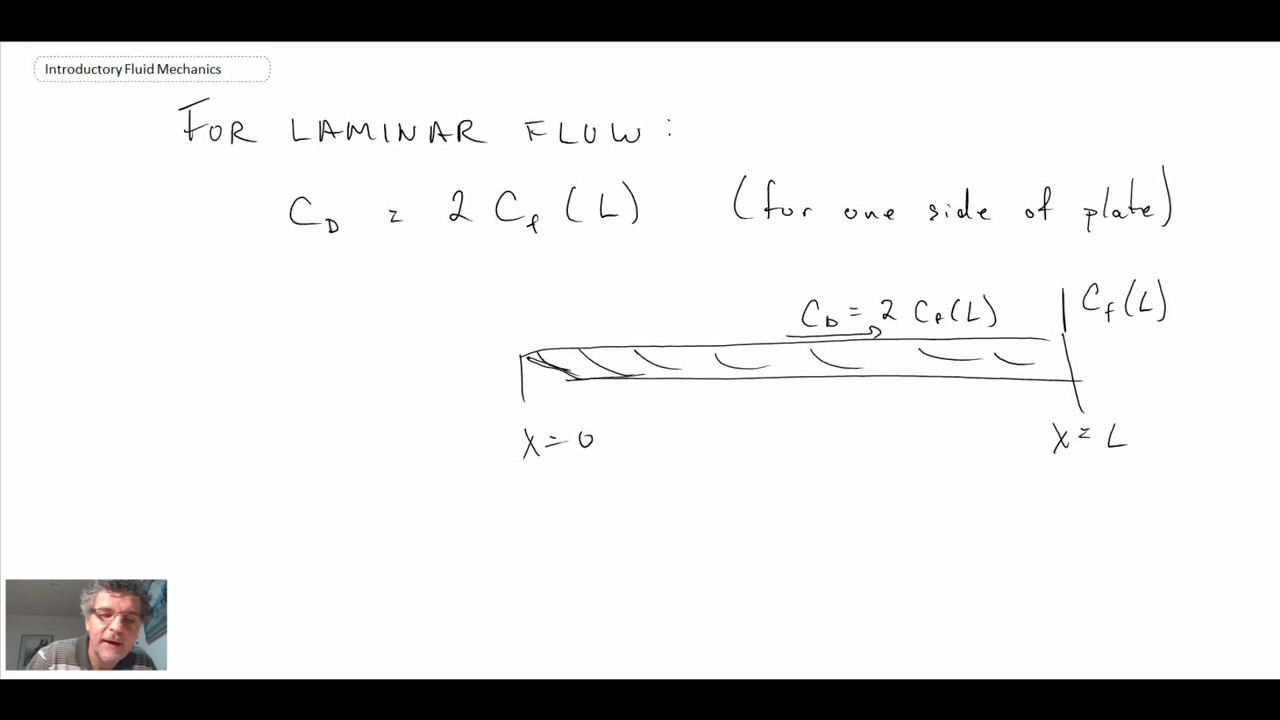 Introductory Fluid Mechanics
FOR LAMINAR FLOW:
C_D = 2 C_f (L) (for one side of plate)
C_D = 2 C_f (L) C_f (L)
x = 0 x = L